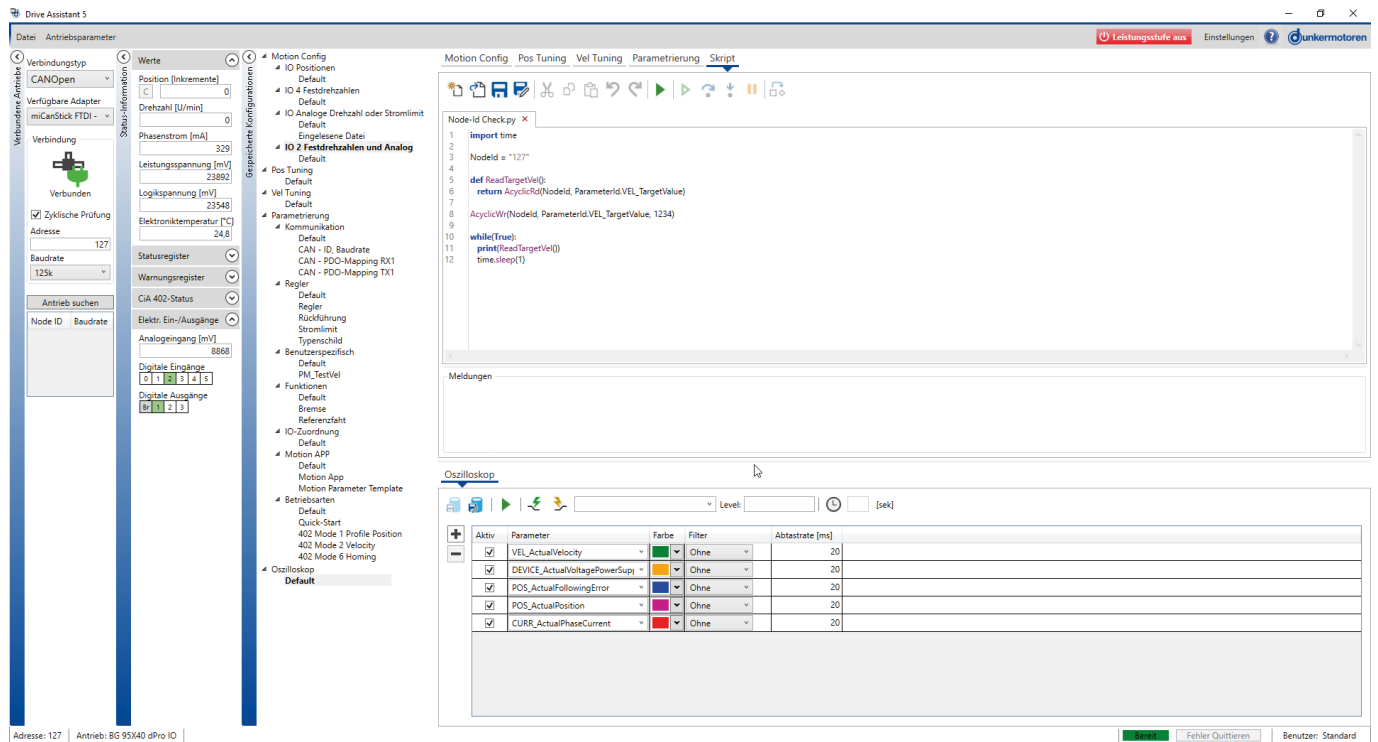 Drive Assistant 5
Datei Antriebsparameter
Leistungsstufe aus Einstellungen ? dunkermotoren
Verbundene Antriebe
Verbindungstyp
CANOpen
Verfügbare Adapter
miCanStick FTDI -
Verbindung
Verbunden
Zyklische Prüfung
Adresse
127
Baudrate
125k
Antrieb suchen
Node ID Baudrate
Status-Information
Werte
Position [Inkremente]
C 0
Drehzahl [U/min]
0
Phasenstrom [mA]
329
Leistungsspannung [mV]
23892
Logikspannung [mV]
23548
Elektroniktemperatur [°C]
24,8
Statusregister
Warnungsregister
CiA 402-Status
Elektr. Ein-/Ausgänge
Analogeingang [mV]
8868
Digitale Eingänge
0 1 2 3 4 5
Digitale Ausgänge
Br 1 2 3
Gespeicherte Konfigurationen
Motion Config
IO Positionen
Default
IO 4 Festdrehzahlen
Default
IO Analoge Drehzahl oder Stromlimit
Default
Eingelesene Datei
IO 2 Festdrehzahlen und Analog
Default
Pos Tuning
Default
Vel Tuning
Default
Parametrierung
Kommunikation
Default
CAN - ID, Baudrate
CAN - PDO-Mapping RX1
CAN - PDO-Mapping TX1
Regler
Default
Regler
Rückführung
Stromlimit
Typenschild
Benutzerspezifisch
Default
PM_TestVel
Funktionen
Default
Bremse
Referenzfaht
IO-Zuordnung
Default
Motion APP
Default
Motion App
Motion Parameter Template
Betriebsarten
Default
Quick-Start
402 Mode 1 Profile Position
402 Mode 2 Velocity
402 Mode 6 Homing
Oszilloskop
Default
Motion Config Pos Tuning Vel Tuning Parametrierung Skript
Node-Id Check.py
1 import time
2
3 NodeId = "127"
4
5 def ReadTargetVel():
6 return AcyclicRd(NodeId, ParameterId.VEL_TargetValue)
7
8 AcyclicWr(NodeId, ParameterId.VEL_TargetValue, 1234)
9
10 while(True):
11 print(ReadTargetVel())
12 time.sleep(1)
Meldungen
Oszilloskop
Level: [sek]
Aktiv Parameter Farbe Filter Abtastrate [ms]
VEL_ActualVelocity Ohne 20
DEVICE_ActualVoltagePowerSup Ohne 20
POS_ActualFollowingError Ohne 20
POS_ActualPosition Ohne 20
CURR_ActualPhaseCurrent Ohne 20
Adresse: 127 Antrieb: BG 95X40 dPro IO Bereit Fehler Quittieren Benutzer: Standard